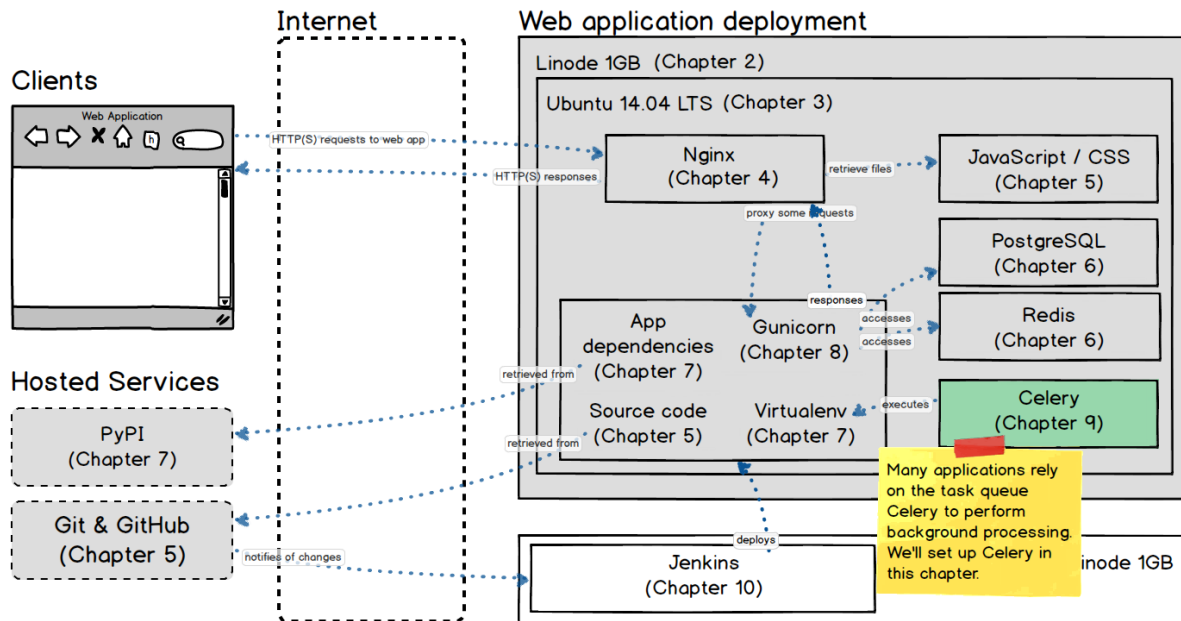 Internet
Web application deployment
Linode 1GB (Chapter 2)
Clients
Ubuntu 14.04 LTS (Chapter 3)
Web Application
h
HTTP(S) requests to web app
HTTP(S) responses
Nginx
(Chapter 4)
retrieve files
JavaScript / CSS
(Chapter 5)
proxy some requests
PostgreSQL
(Chapter 6)
responses
accesses
accesses
Redis
(Chapter 6)
App
dependencies
(Chapter 7)
Gunicorn
(Chapter 8)
Hosted Services
retrieved from
Source code
(Chapter 5)
Virtualenv
(Chapter 7)
executes
Celery
(Chapter 9)
PyPI
(Chapter 7)
retrieved from
Many applications rely
on the task queue
Celery to perform
background processing.
We'll set up Celery in
this chapter.
Git & GitHub
(Chapter 5)
notifies of changes
deploys
Jenkins
(Chapter 10)
inode 1GB